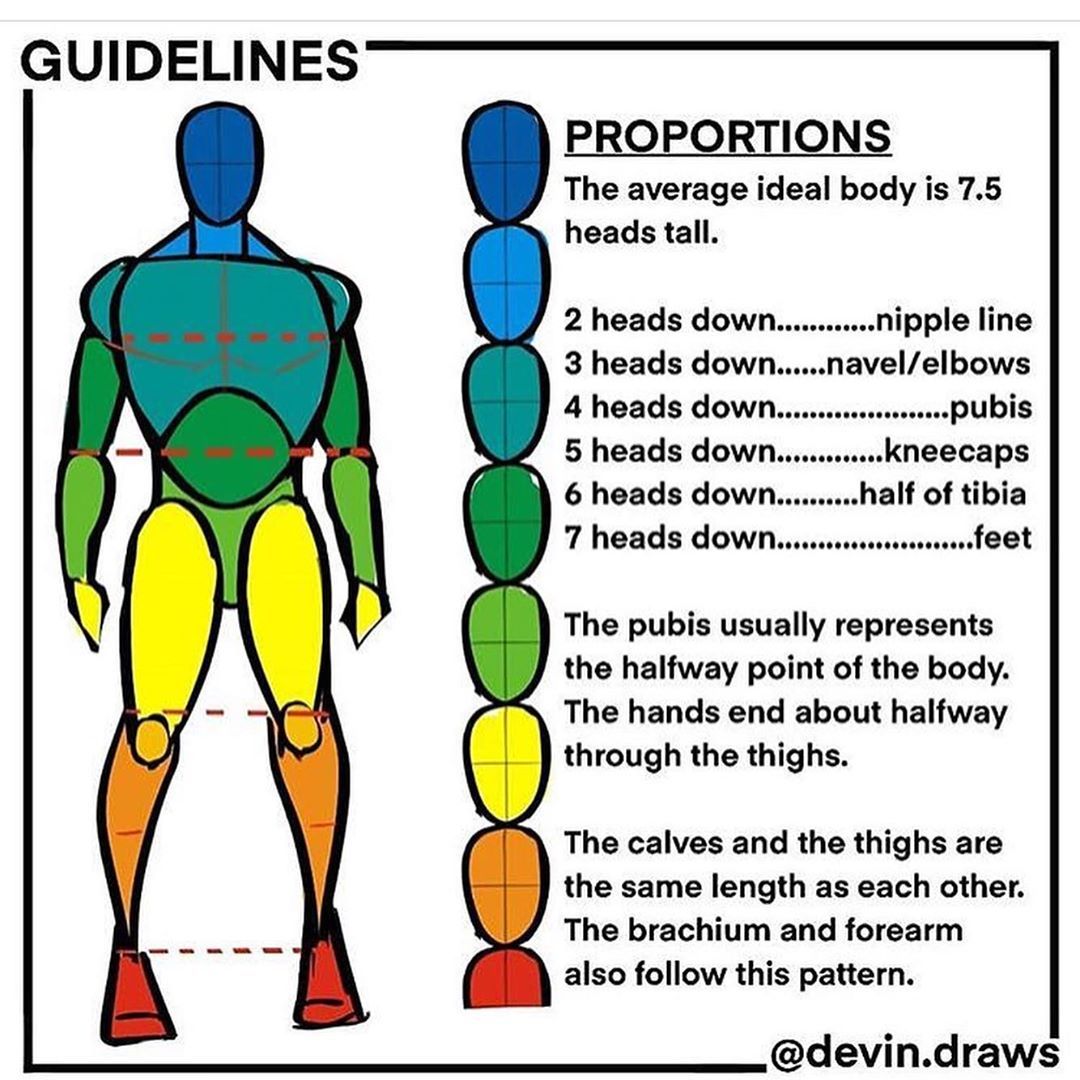 GUIDELINES
PROPORTIONS
The average ideal body is 7.5
heads tall.
2 heads down............nipple line
3 heads down......navel/elbows
4 heads down.....................pubis
5 heads down.............kneecaps
6 heads down..........half of tibia
7 heads down........................feet
The pubis usually represents
the halfway point of the body.
The hands end about halfway
through the thighs.
The calves and the thighs are
the same length as each other.
The brachium and forearm
also follow this pattern.
@devin.draws